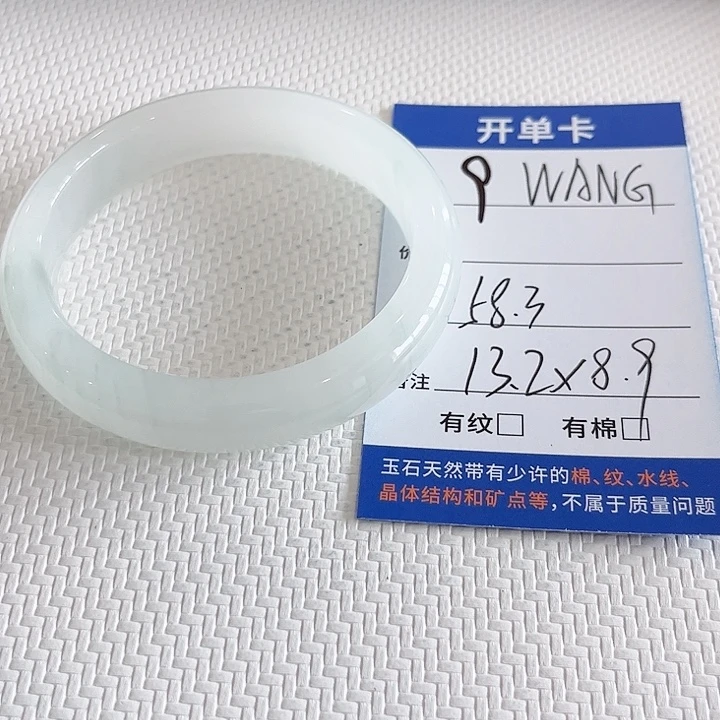 开单卡
9 WANG
58.3
注 13.2x8.9
有纹□ 有棉□
玉石天然带有少许的棉、纹、水线、
晶体结构和矿点等,不属于质量问题